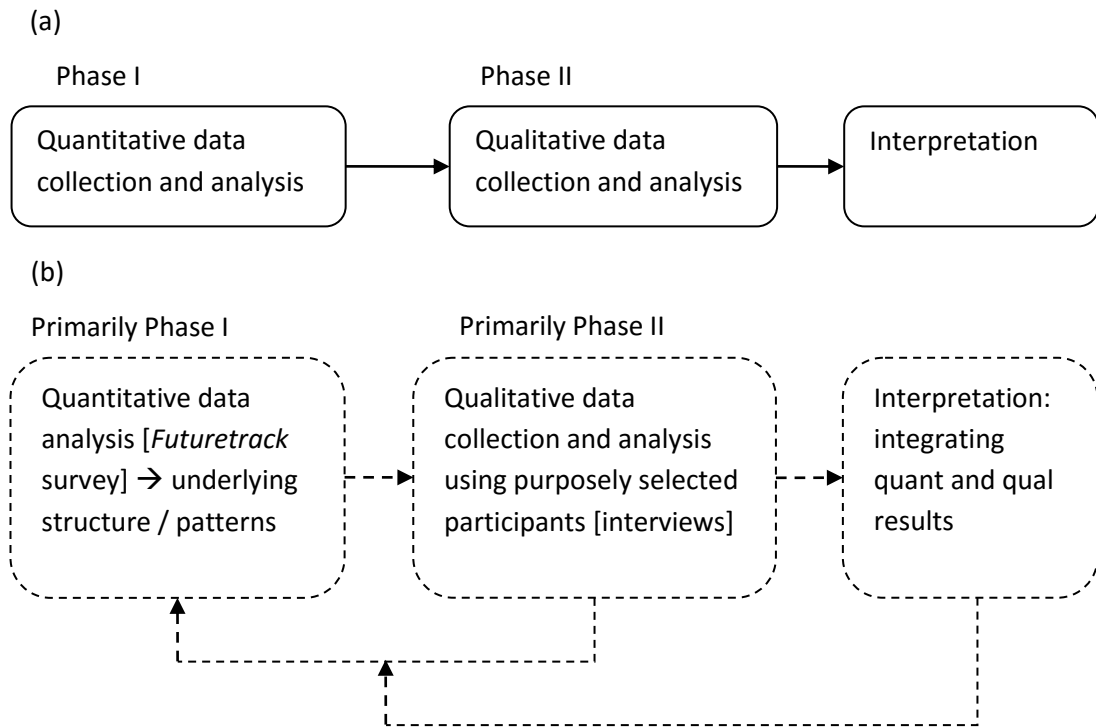 (a)
Phase I
Phase II
Quantitative data
collection and analysis
Qualitative data
collection and analysis
Interpretation
(b)
Primarily Phase I
Primarily Phase II
Quantitative data
analysis [Futuretrack
survey] → underlying
structure / patterns
Qualitative data
collection and analysis
using purposely selected
participants [interviews]
Interpretation:
integrating
quant and qual
results